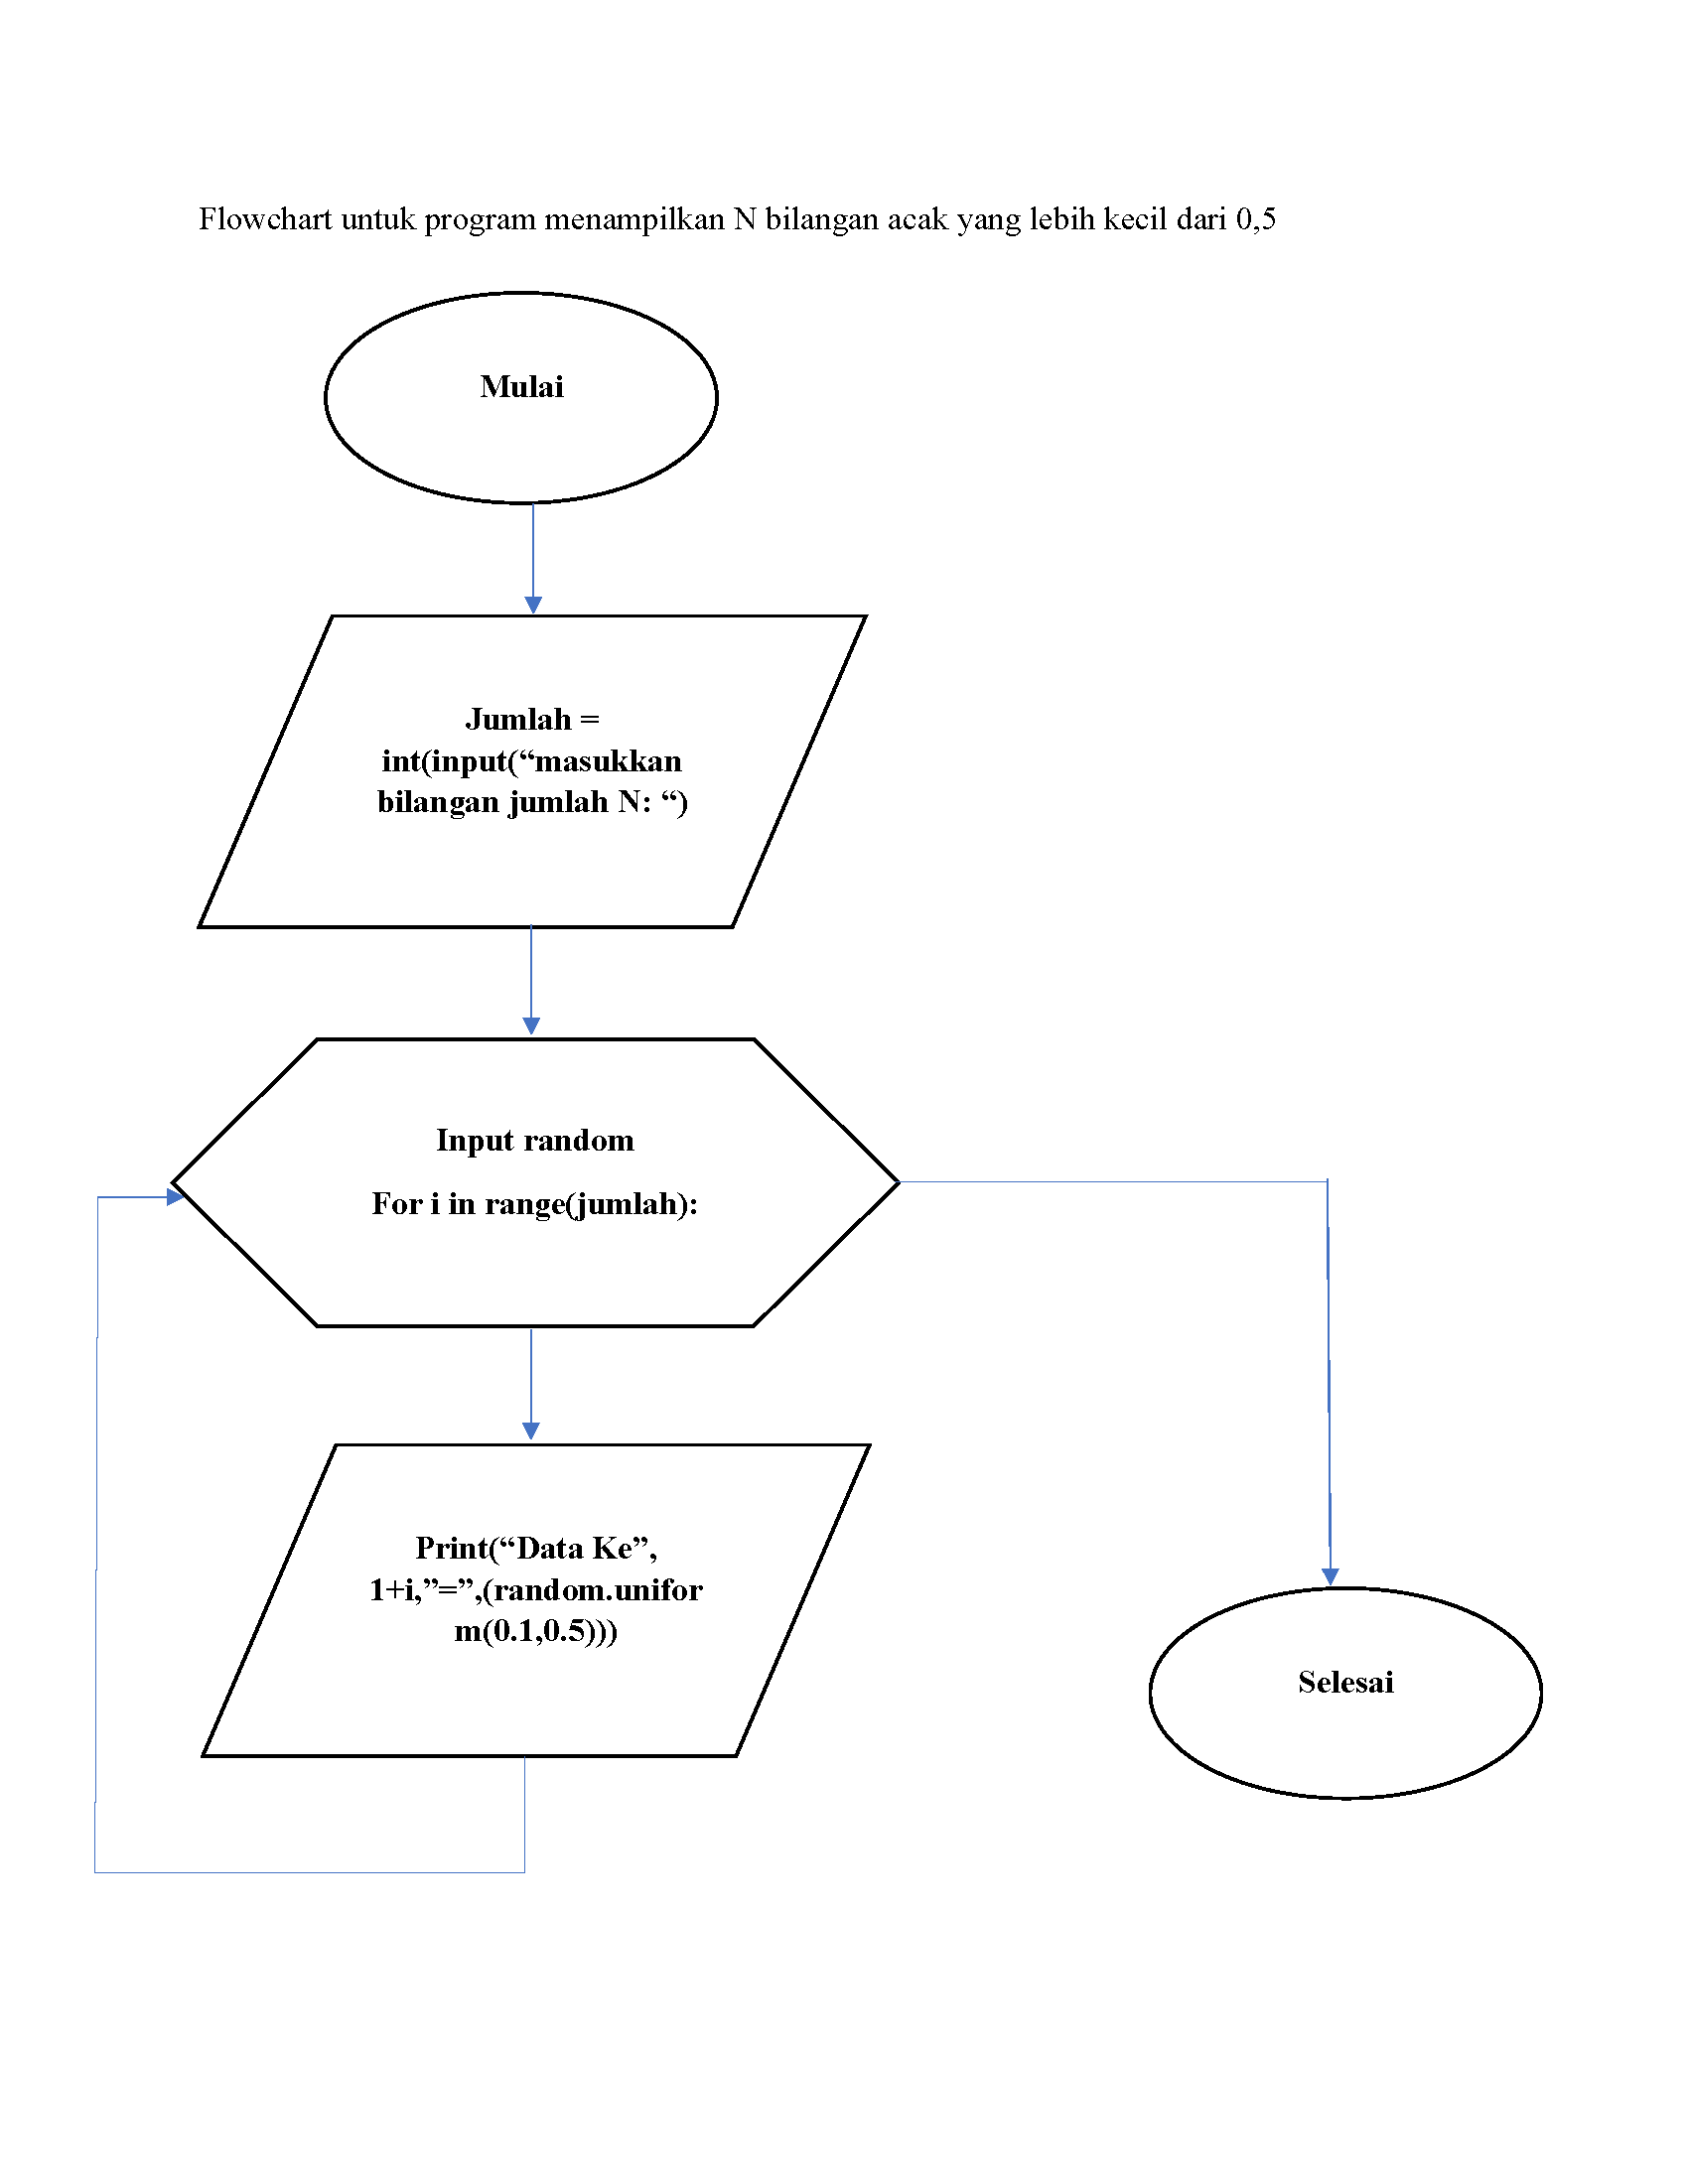 Flowchart untuk program menampilkan N bilangan acak yang lebih kecil dari 0,5
Mulai
Jumlah =
int(input(“masukkan
bilangan jumlah N: “)
Input random
For i in range(jumlah):
Print(“Data Ke”,
1+i,”=”,(random.unifor
m(0.1,0.5)))
Selesai